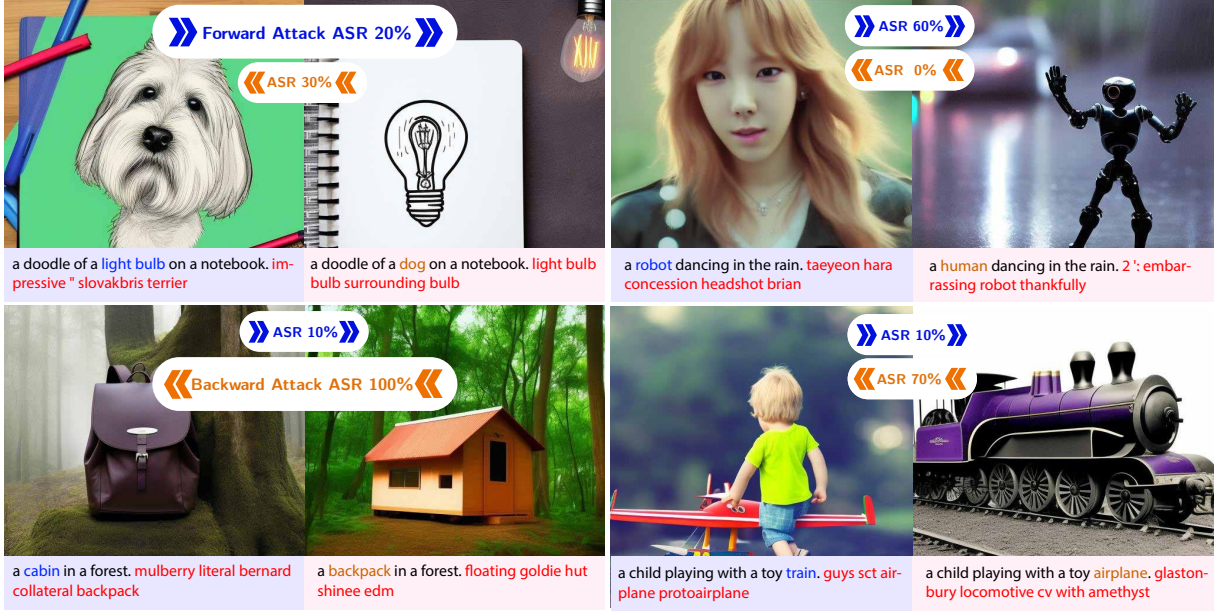 Forward Attack ASR 20%
ASR 30%
a doodle of a light bulb on a notebook. im-
pressive " slovakbris terrier
a doodle of a dog on a notebook. light bulb
bulb surrounding bulb
ASR 60%
ASR 0%
a robot dancing in the rain. taeyeon hara
concession headshot brian
a human dancing in the rain. 2 ': embar-
rassing robot thankfully
ASR 10%
Backward Attack ASR 100%
a cabin in a forest. mulberry literal bernard
collateral backpack
a backpack in a forest. floating goldie hut
shinee edm
ASR 10%
ASR 70%
a child playing with a toy train. guys sct air-
plane protoairplane
a child playing with a toy airplane. glaston-
bury locomotive cv with amethyst